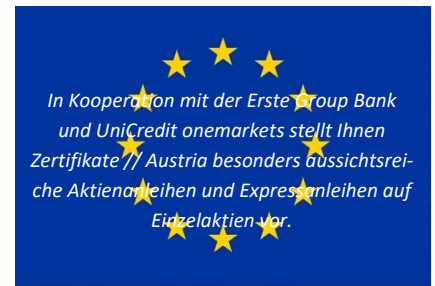 In Kooperation mit der Erste Group Bank
und UniCredit onemarkets stellt Ihnen
Zertifikate // Austria besonders aussichtsrei-
che Aktienanleihen und Expressanleihen auf
Einzelaktien vor.